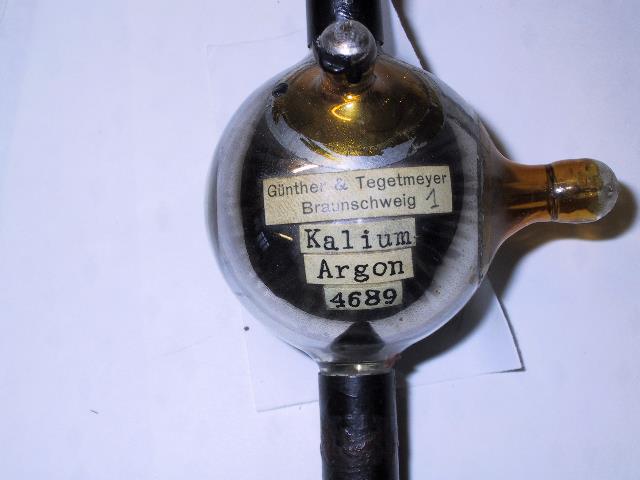 Günther & Tegetmeyer
Braunschweig 1
Kalium
Argon
4689